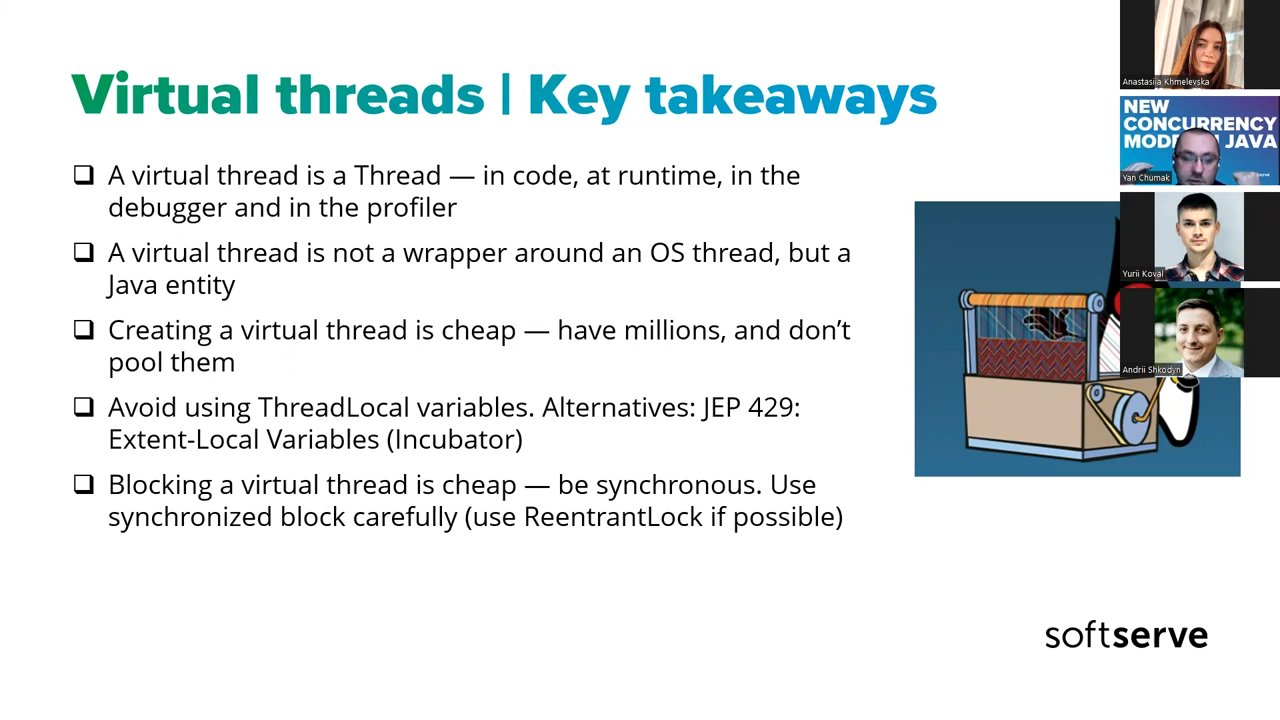 Virtual threads | Key takeaways
❑ A virtual thread is a Thread — in code, at runtime, in the
debugger and in the profiler
❑ A virtual thread is not a wrapper around an OS thread, but a
Java entity
❑ Creating a virtual thread is cheap — have millions, and don’t
pool them
❑ Avoid using ThreadLocal variables. Alternatives: JEP 429:
Extent-Local Variables (Incubator)
❑ Blocking a virtual thread is cheap — be synchronous. Use
synchronized block carefully (use ReentrantLock if possible)
softserve
Anastasiia Khmelevska
NEW
CONCURRENCY
JAVA
Yan Chumak
Yurii Koval
Andrii Shkodyn